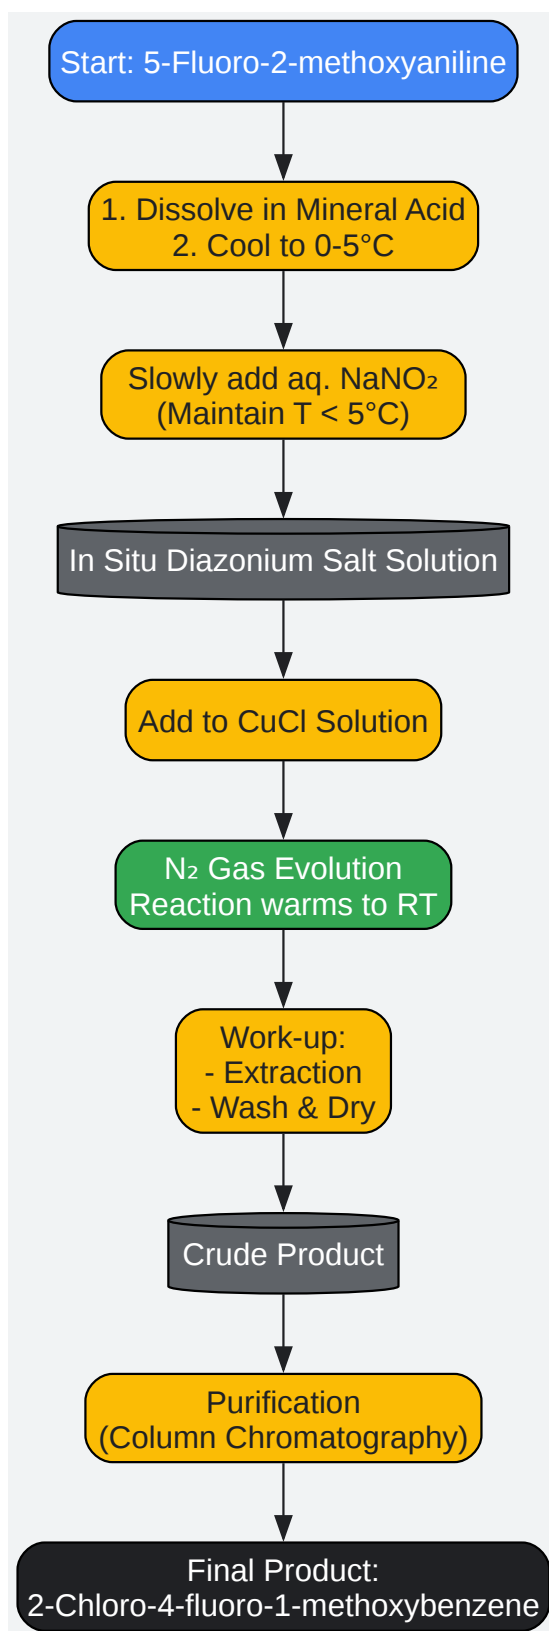 Start: 5-Fluoro-2-methoxyaniline
1. Dissolve in Mineral Acid
2. Cool to 0-5°C
Slowly add aq. NaNO₂
(Maintain T < 5°C)
In Situ Diazonium Salt Solution
Add to CuCl Solution
N₂ Gas Evolution
Reaction warms to RT
Work-up:
- Extraction
- Wash & Dry
Crude Product
Purification
(Column Chromatography)
Final Product:
2-Chloro-4-fluoro-1-methoxybenzene